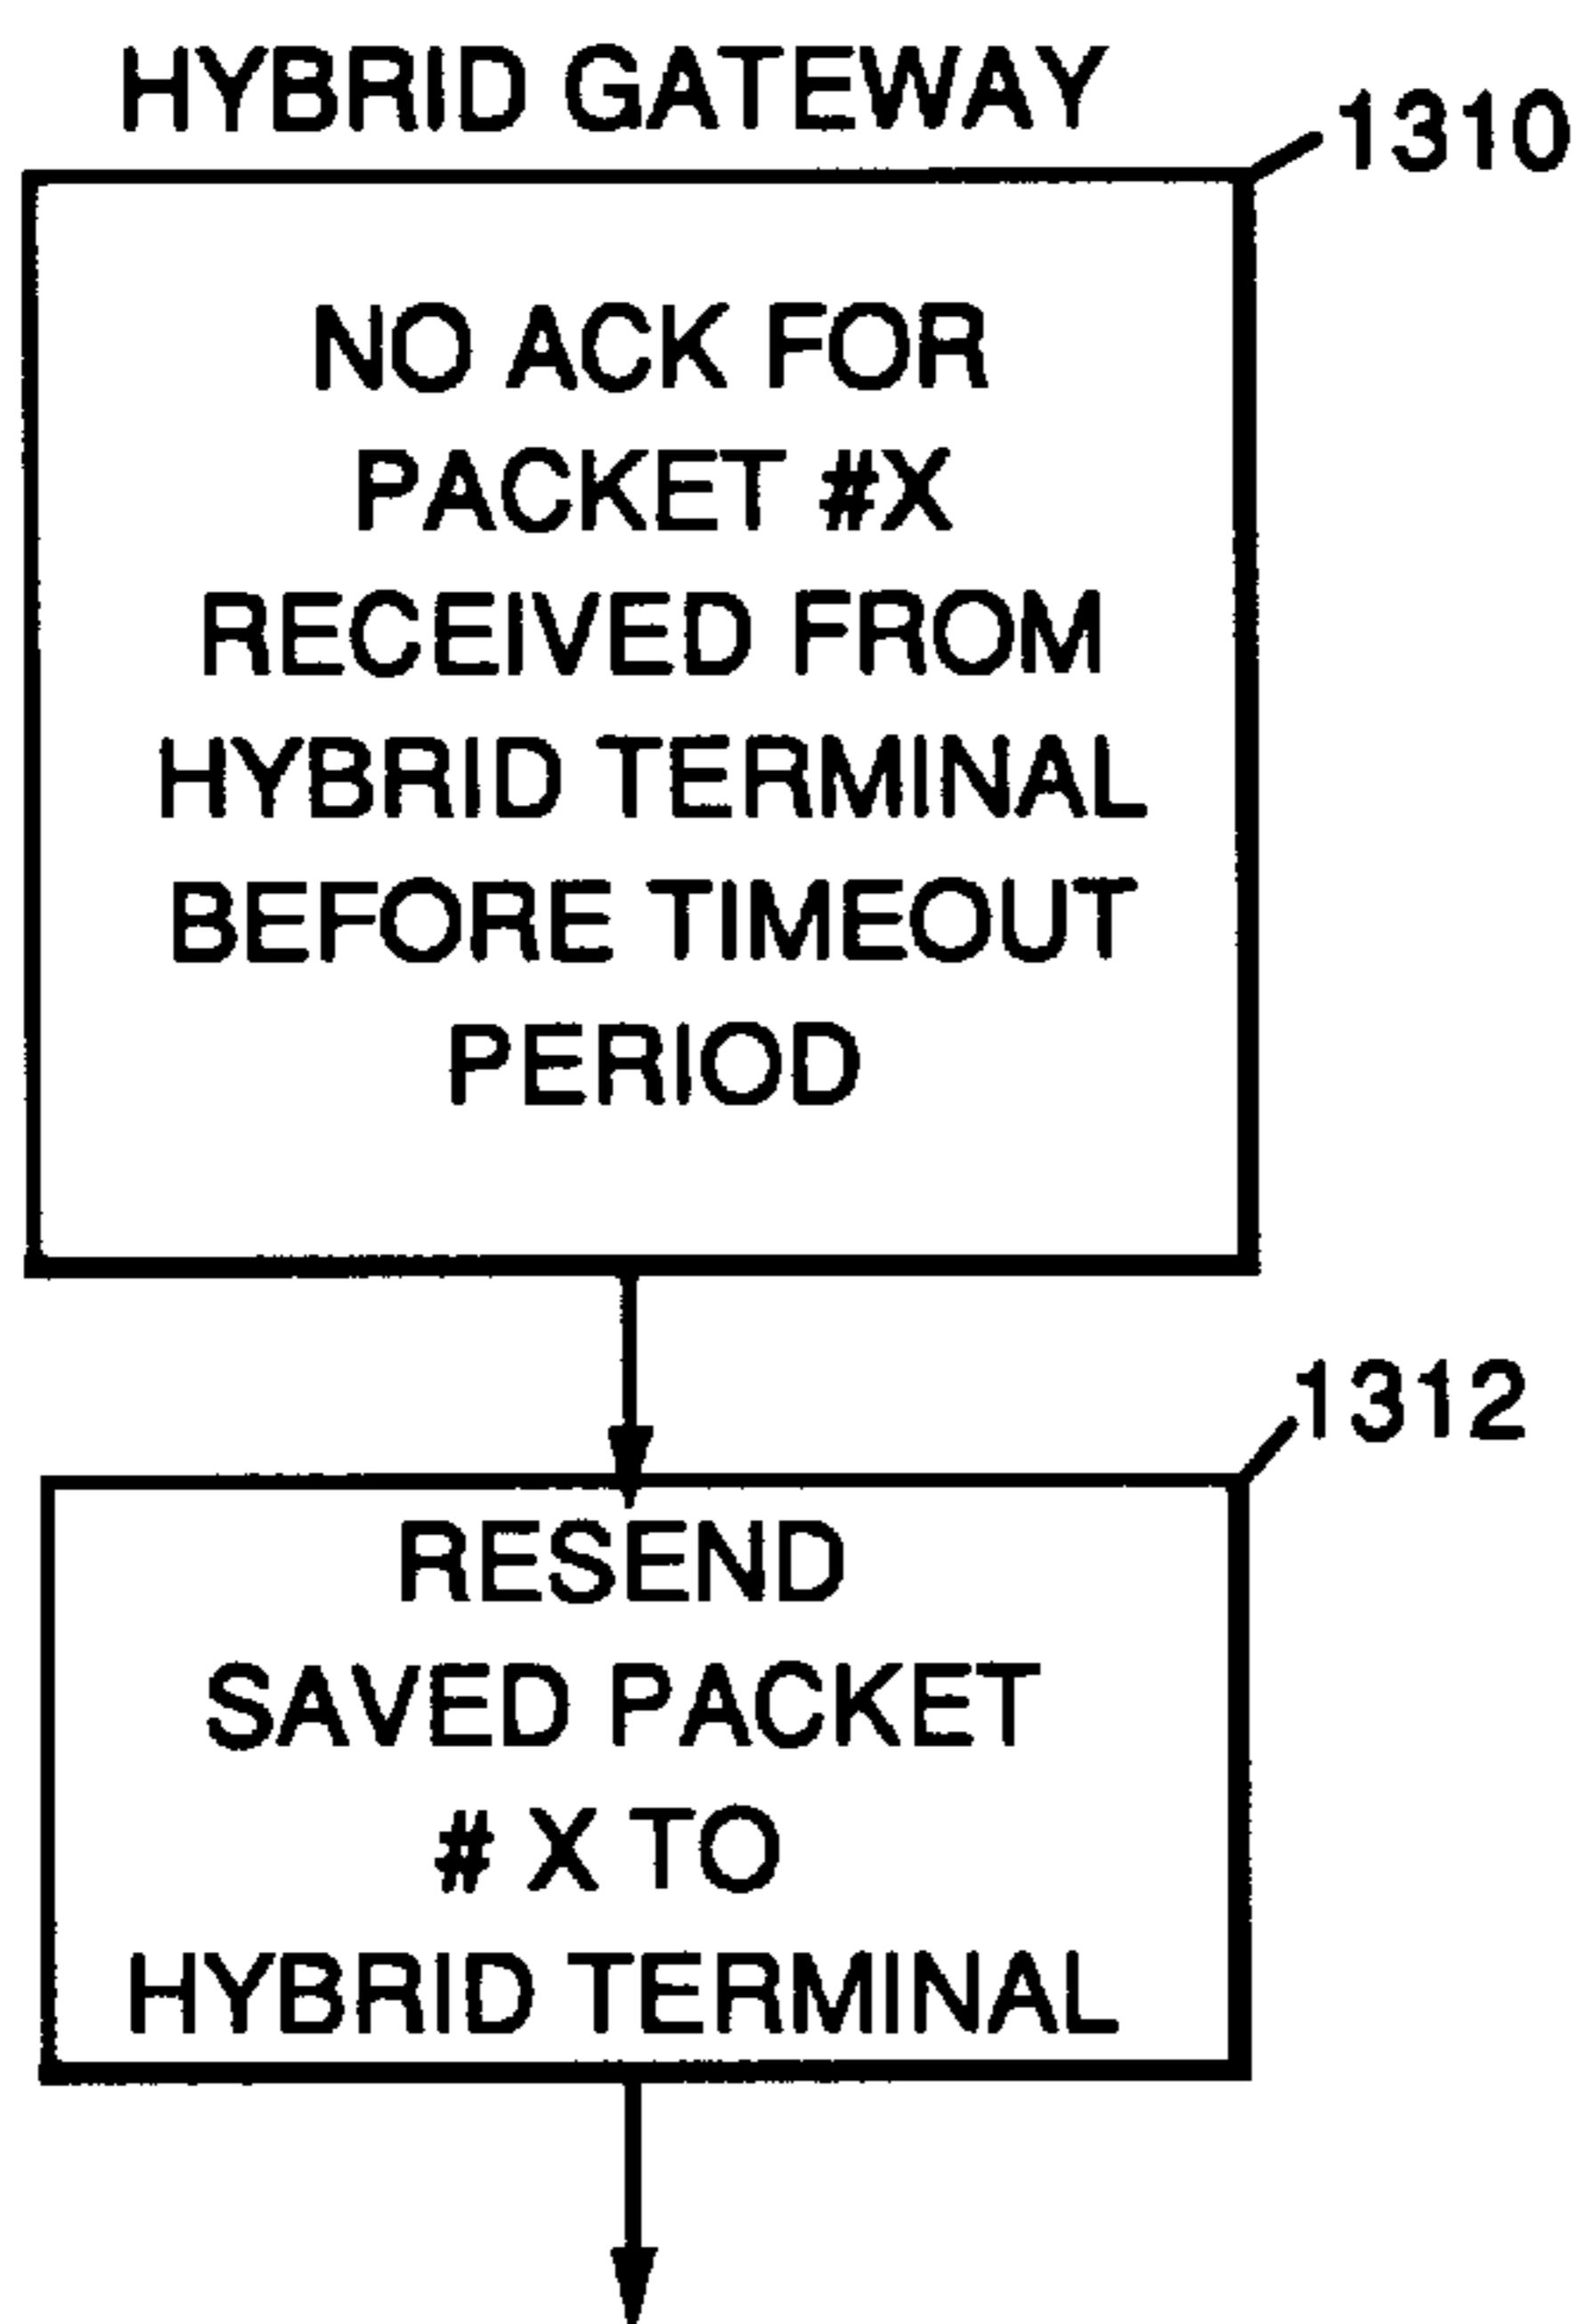 HYBRID GATEWAY
1310
NO ACK FOR
PACKET #X
RECEIVED FROM
HYBRID TERMINAL
BEFORE TIMEOUT
PERIOD
1312
RESEND
SAVED PACKET
# X TO
HYBRID TERMINAL